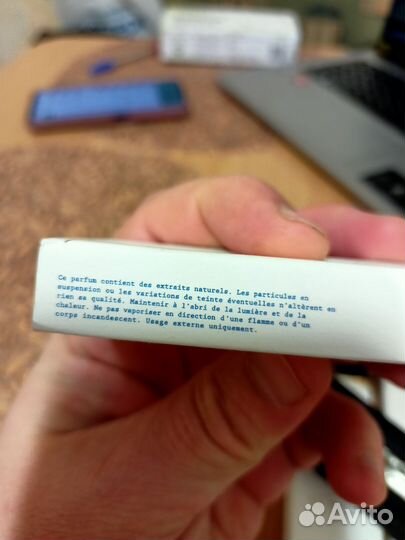 Ce parfum contient des extraits naturels. Les particules en
suspension ou les variations de teinte éventuelles n'altèrent en
rien sa qualité. Maintenir à l'abri de la lumière et de la
chaleur. Ne pas vaporiser en direction d'une flamme ou d'un
corps incandescent. Usage externe uniquement.
Avito